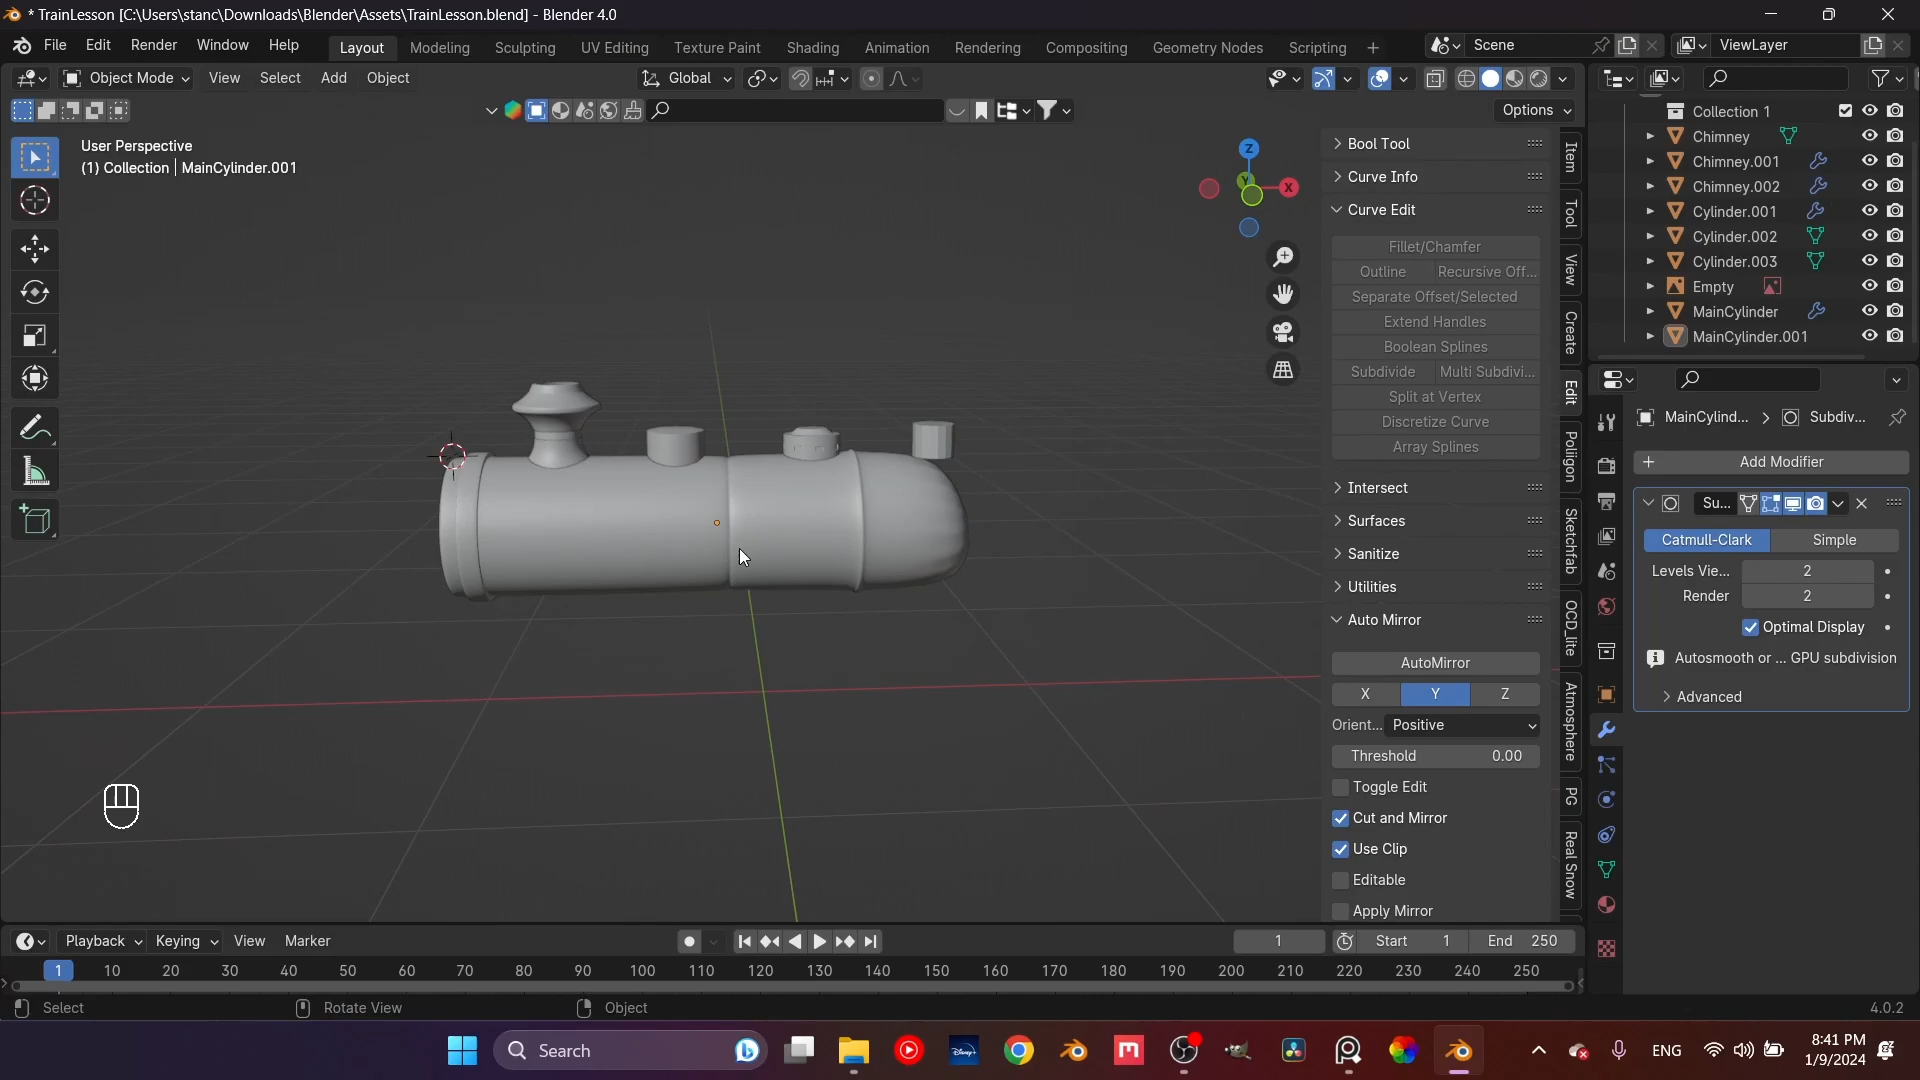 * TrainLesson [C:\Users\stanc\Downloads\Blender\Assets\TrainLesson.blend] - Blender 4.0
File Edit Render Window Help Layout Modeling Sculpting UV Editing Texture Paint Shading Animation Rendering Compositing Geometry Nodes Scripting + Scene ViewLayer
Object Mode View Select Add Object Global
Options
User Perspective
(1) Collection | MainCylinder.001
Z
Y
X
Bool Tool
Curve Info
Curve Edit
Fillet/Chamfer
Outline Recursive Off...
Separate Offset/Selected
Extend Handles
Boolean Splines
Subdivide Multi Subdivi...
Split at Vertex
Discretize Curve
Array Splines
Intersect
Surfaces
Sanitize
Utilities
Auto Mirror
AutoMirror
X Y Z
Orient... Positive
Threshold 0.00
Toggle Edit
Cut and Mirror
Use Clip
Editable
Apply Mirror
Item
Tool
View
Create
Edit
Poliigon
Sketchfab
OCD_lite
Atmosphere
PG
Real Snow
Collection 1
Chimney
Chimney.001
Chimney.002
Cylinder.001
Cylinder.002
Cylinder.003
Empty
MainCylinder
MainCylinder.001
MainCylind... > Subdiv...
+ Add Modifier
Su...
Catmull-Clark Simple
Levels Vie... 2
Render 2
Optimal Display
Autosmooth or ... GPU subdivision
Advanced
Playback Keying View Marker 1 Start 1 End 250
1 10 20 30 40 50 60 70 80 90 100 110 120 130 140 150 160 170 180 190 200 210 220 230 240 250
Select Rotate View Object 4.0.2
Search
Disney+
ENG
8:41 PM
1/9/2024